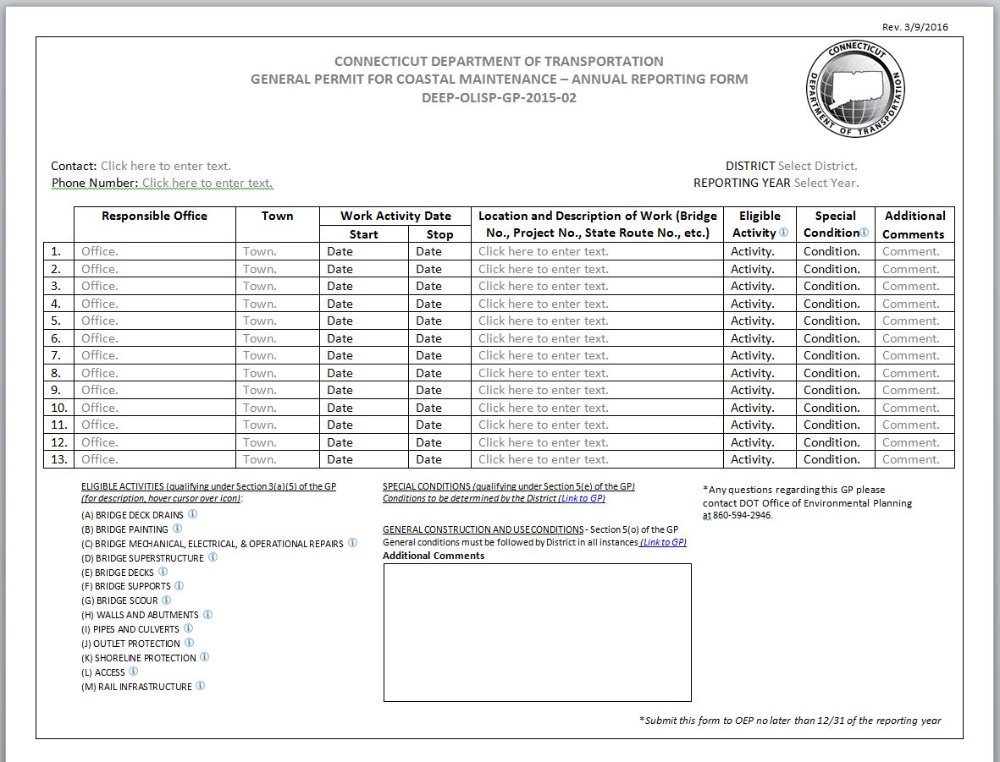 Rev. 3/9/2016
CONNECTICUT DEPARTMENT OF TRANSPORTATION
GENERAL PERMIT FOR COASTAL MAINTENANCE – ANNUAL REPORTING FORM
DEEP-OLISP-GP-2015-02
CONNECTICUT
DEPARTMENT OF TRANSPORTATION
Contact: Click here to enter text.
DISTRICT Select District.
Phone Number: Click here to enter text.
REPORTING YEAR Select Year.
Responsible Office Town Work Activity Date Location and Description of Work (Bridge Eligible Special Additional
Start Stop No., Project No., State Route No., etc.) Activity Condition Comments
1. Office. Town. Date Date Click here to enter text. Activity. Condition. Comment.
2. Office. Town. Date Date Click here to enter text. Activity. Condition. Comment.
3. Office. Town. Date Date Click here to enter text. Activity. Condition. Comment.
4. Office. Town. Date Date Click here to enter text. Activity. Condition. Comment.
5. Office. Town. Date Date Click here to enter text. Activity. Condition. Comment.
6. Office. Town. Date Date Click here to enter text. Activity. Condition. Comment.
7. Office. Town. Date Date Click here to enter text. Activity. Condition. Comment.
8. Office. Town. Date Date Click here to enter text. Activity. Condition. Comment.
9. Office. Town. Date Date Click here to enter text. Activity. Condition. Comment.
10. Office. Town. Date Date Click here to enter text. Activity. Condition. Comment.
11. Office. Town. Date Date Click here to enter text. Activity. Condition. Comment.
12. Office. Town. Date Date Click here to enter text. Activity. Condition. Comment.
13. Office. Town. Date Date Click here to enter text. Activity. Condition. Comment.
ELIGIBLE ACTIVITIES (qualifying under Section 3(a)(5) of the GP
(for description, hover cursor over icon):
(A) BRIDGE DECK DRAINS
(B) BRIDGE PAINTING
(C) BRIDGE MECHANICAL, ELECTRICAL, & OPERATIONAL REPAIRS
(D) BRIDGE SUPERSTRUCTURE
(E) BRIDGE DECKS
(F) BRIDGE SUPPORTS
(G) BRIDGE SCOUR
(H) WALLS AND ABUTMENTS
(I) PIPES AND CULVERTS
(J) OUTLET PROTECTION
(K) SHORELINE PROTECTION
(L) ACCESS
(M) RAIL INFRASTRUCTURE
SPECIAL CONDITIONS (qualifying under Section 5(e) of the GP)
Conditions to be determined by the District (Link to GP)
GENERAL CONSTRUCTION AND USE CONDITIONS - Section 5(o) of the GP
General conditions must be followed by District in all instances (Link to GP)
Additional Comments
*Any questions regarding this GP please
contact DOT Office of Environmental Planning
at 860-594-2946.
*Submit this form to OEP no later than 12/31 of the reporting year